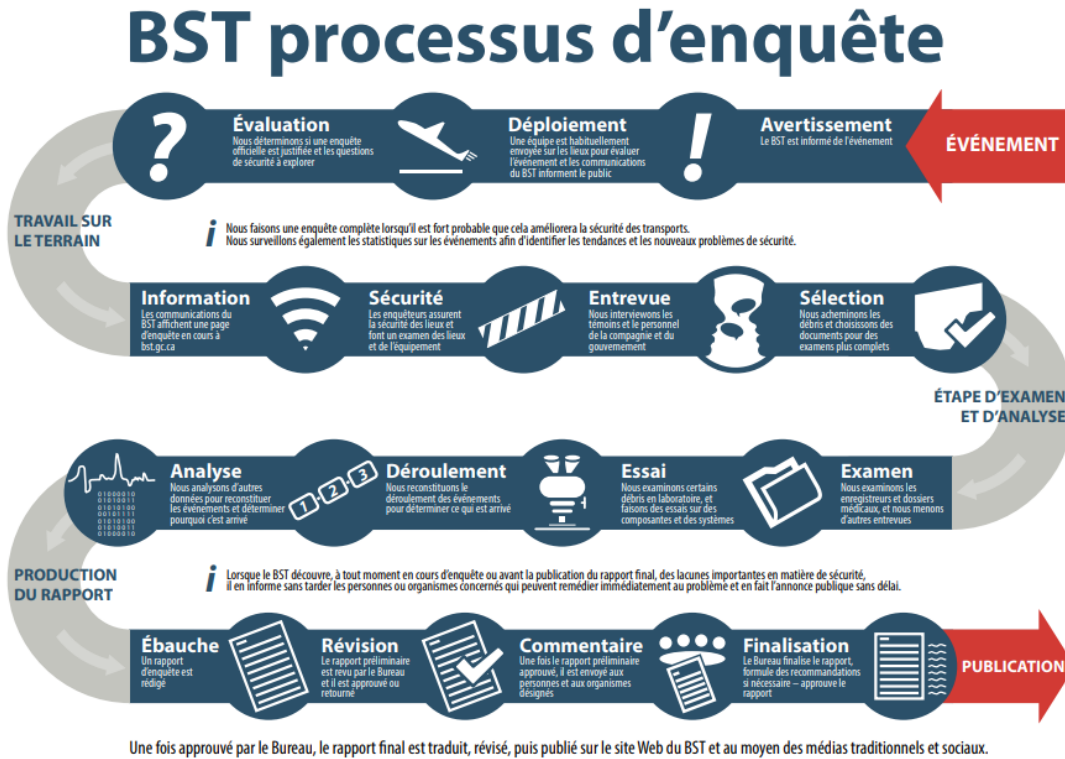 BST processus d'enquête
ÉVÉNEMENT
Avertissement
Le BST est informé de l'événement
Déploiement
Une équipe est habituellement
envoyée sur les lieux pour évaluer
l'événement et les communications
du BST informent le public
Évaluation
Nous déterminons si une enquête
officielle est justifiée et les questions
de sécurité à explorer
TRAVAIL SUR
LE TERRAIN
i Nous faisons une enquête complète lorsqu'il est fort probable que cela améliorera la sécurité des transports.
Nous surveillons également les statistiques sur les événements afin d'identifier les tendances et les nouveaux problèmes de sécurité.
Information
Les communications du
BST affichent une page
d'enquête en cours à
bst.gc.ca
Sécurité
Les enquêteurs assurent
la sécurité des lieux et
font un examen des lieux
et de l'équipement
Entrevue
Nous interviewons les
témoins et le personnel
de la compagnie et du
gouvernement
Sélection
Nous acheminons les
débris et choisissons des
documents pour des
examens plus complets
ÉTAPE D'EXAMEN
ET D'ANALYSE
Examen
Nous examinons les
enregistreurs et dossiers
médicaux, et nous menons
d'autres entrevues
Essai
Nous examinons certains
débris en laboratoire, et
faisons des essais sur des
composantes et des systèmes
Déroulement
Nous reconstituons le
déroulement des événements
pour déterminer ce qui est arrivé
1 2 3
Analyse
Nous analysons d'autres
données pour reconstituer
les événements et déterminer
pourquoi c'est arrivé
01000010
01010011
01010100
00101111
01010100
01010011
01000010
PRODUCTION
DU RAPPORT
i Lorsque le BST découvre, à tout moment en cours d'enquête ou avant la publication du rapport final, des lacunes importantes en matière de sécurité,
il en informe sans tarder les personnes ou organismes concernés qui peuvent remédier immédiatement au problème et en fait l'annonce publique sans délai.
Ébauche
Un rapport
d'enquête est
rédigé
Révision
Le rapport préliminaire
est revu par le Bureau
et il est approuvé ou
retourné
Commentaire
Une fois le rapport préliminaire
approuvé, il est envoyé aux
personnes et aux organismes
désignés
Finalisation
Le Bureau finalise le rapport,
formule des recommandations
si nécessaire – approuve le
rapport
PUBLICATION
Une fois approuvé par le Bureau, le rapport final est traduit, révisé, puis publié sur le site Web du BST et au moyen des médias traditionnels et sociaux.